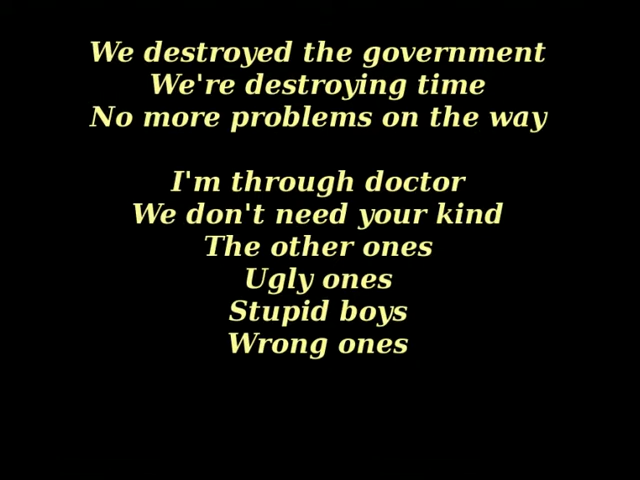 We destroyed the government
We're destroying time
No more problems on the way
I'm through doctor
We don't need your kind
The other ones
Ugly ones
Stupid boys
Wrong ones